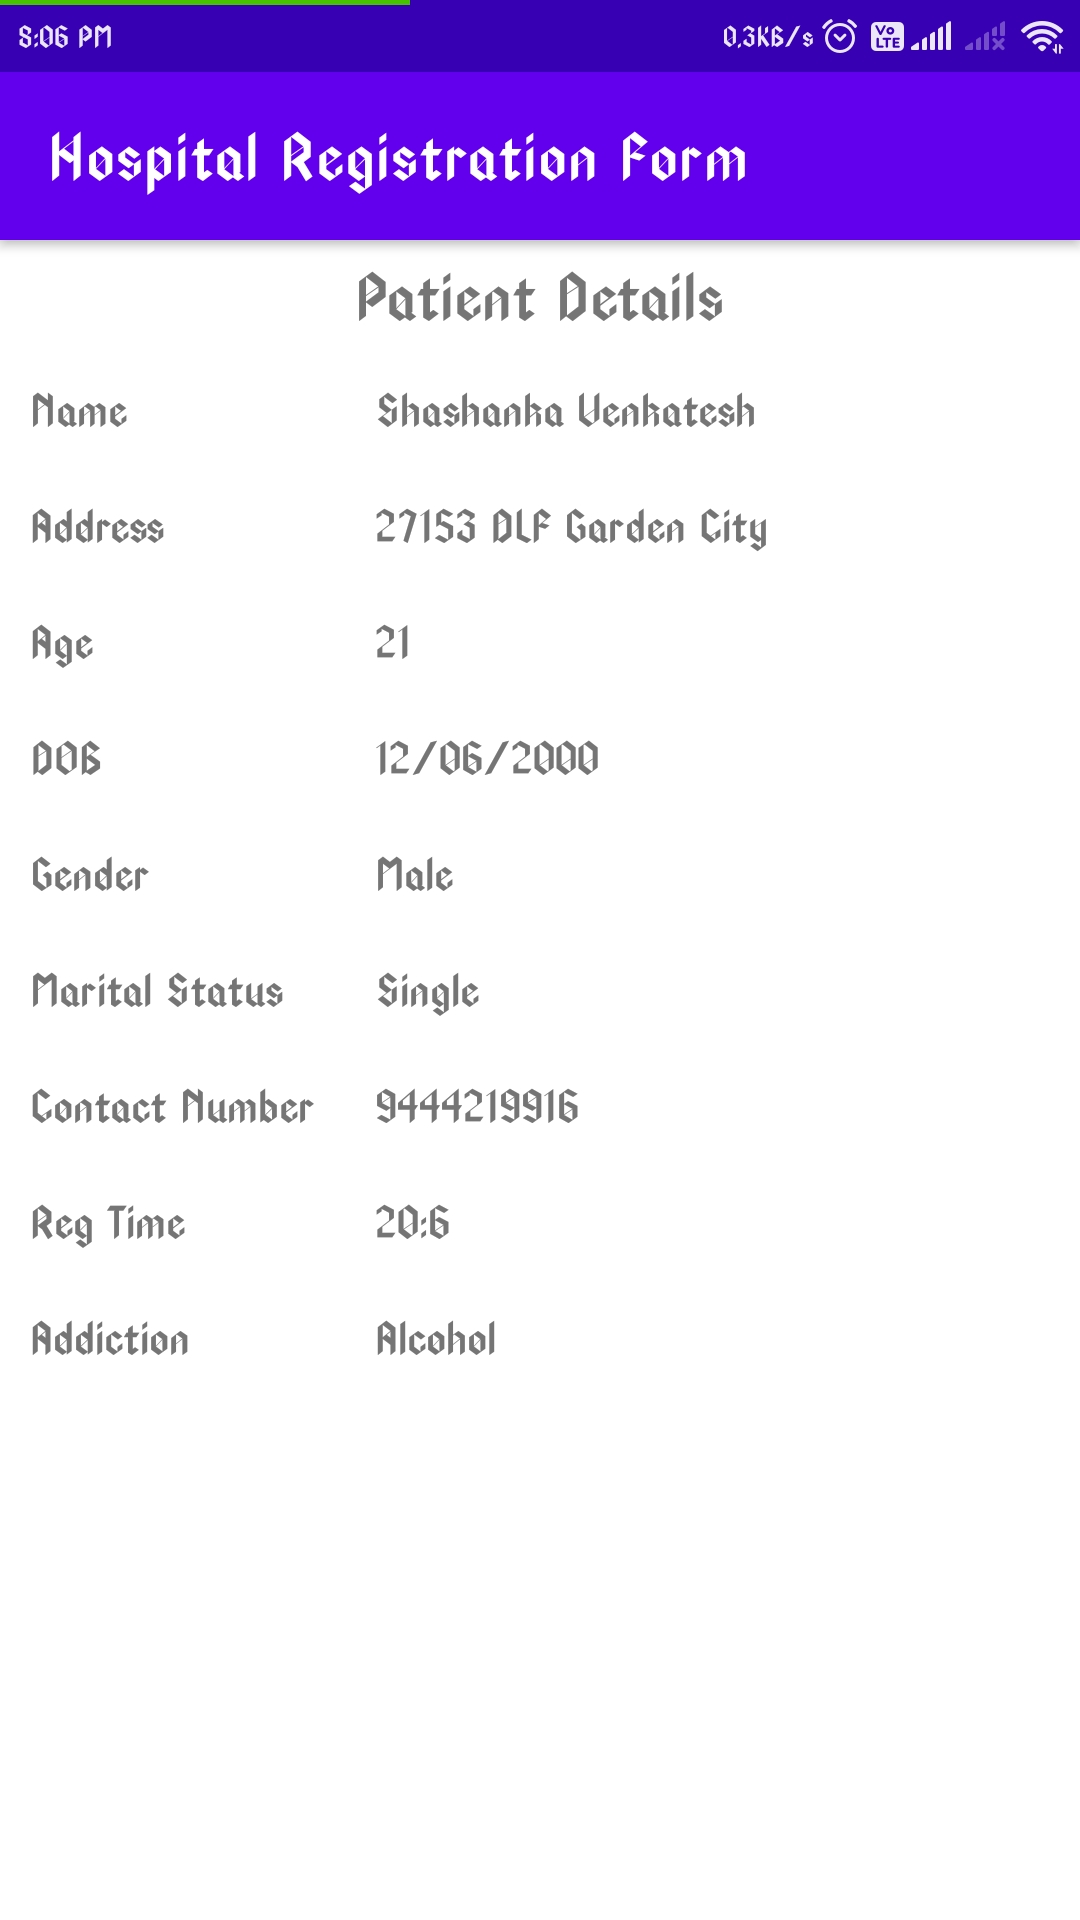 8:06 PM 0.3KB/s Vo LTE
Hospital Registration Form
Patient Details
Name Shashanka Venkatesh
Address 27153 DLF Garden City
Age 21
DOB 12/06/2000
Gender Male
Marital Status Single
Contact Number 9444219916
Reg Time 20:6
Addiction Alcohol